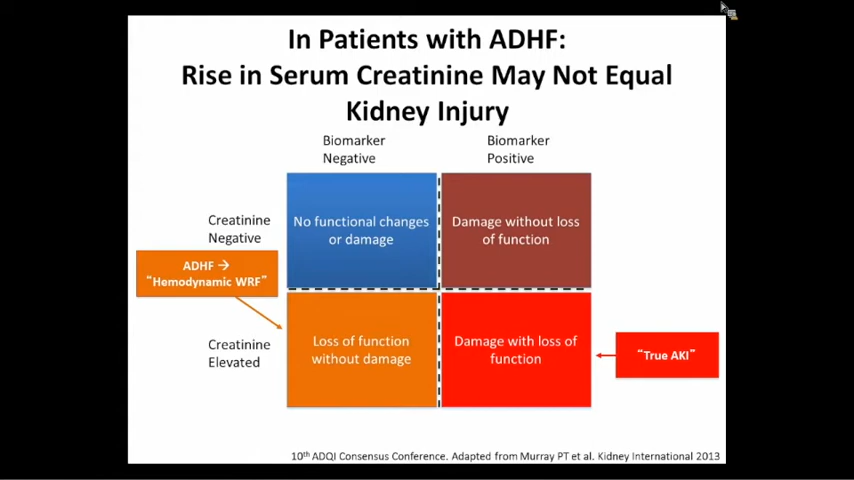 In Patients with ADHF:
Rise in Serum Creatinine May Not Equal
Kidney Injury
Biomarker
Negative
Biomarker
Positive
Creatinine
Negative
No functional changes
or damage
Damage without loss
of function
ADHF →
“Hemodynamic WRF”
Creatinine
Elevated
Loss of function
without damage
Damage with loss of
function
“True AKI”
10th ADQI Consensus Conference. Adapted from Murray PT et al. Kidney International 2013